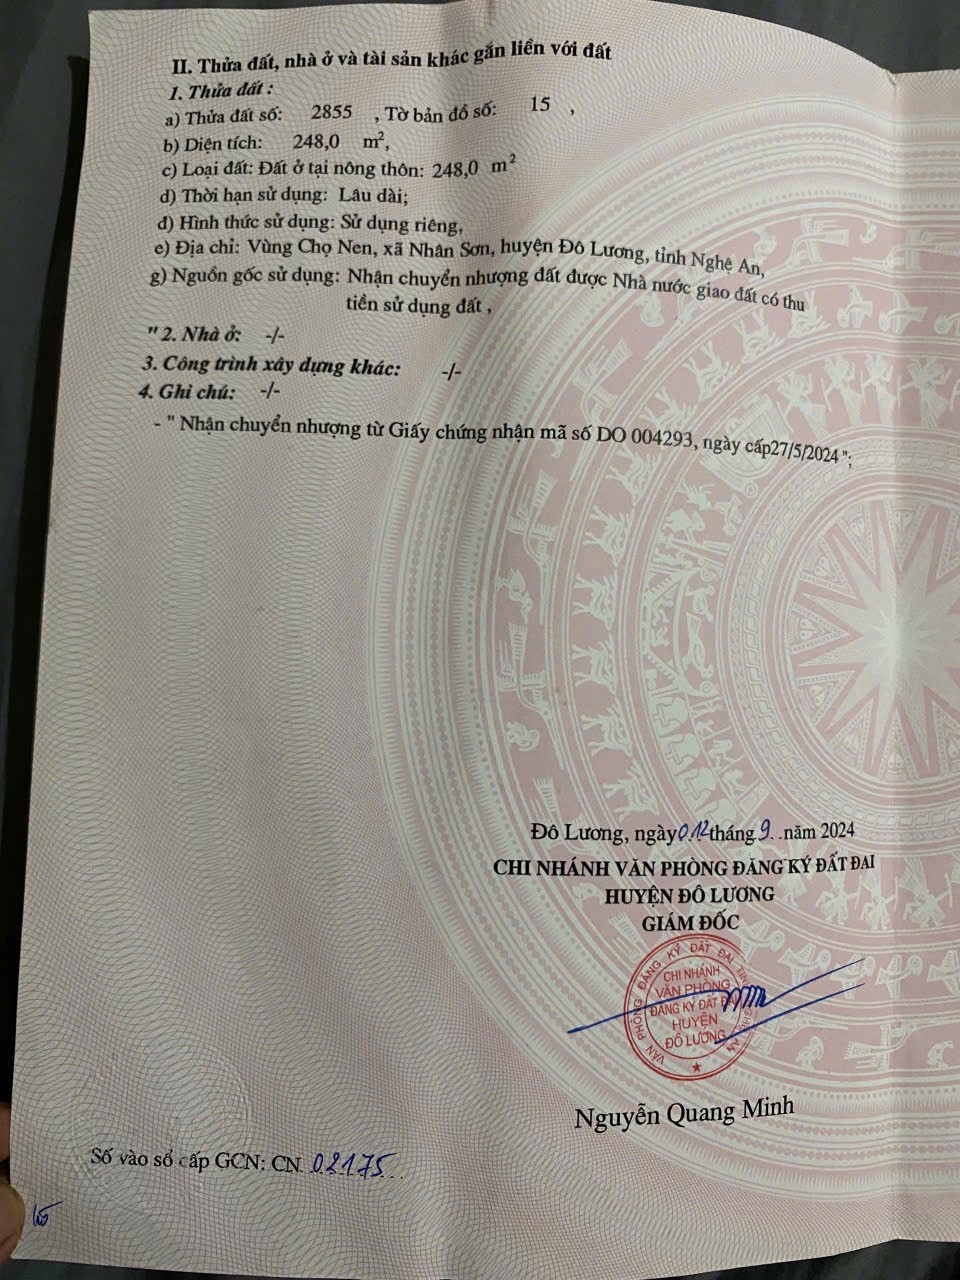 II. Thửa đất, nhà ở và tài sản khác gắn liền với đất
1. Thửa đất :
a) Thửa đất số: 2855 , Tờ bản đồ số: 15 ,
b) Diện tích: 248,0 m²,
c) Loại đất: Đất ở tại nông thôn: 248,0 m²
d) Thời hạn sử dụng: Lâu dài;
đ) Hình thức sử dụng: Sử dụng riêng,
e) Địa chỉ: Vùng Chọ Nen, xã Nhân Sơn, huyện Đô Lương, tỉnh Nghệ An,
g) Nguồn gốc sử dụng: Nhận chuyển nhượng đất được Nhà nước giao đất có thu
tiền sử dụng đất ,
" 2. Nhà ở: -/-
3. Công trình xây dựng khác: -/-
4. Ghi chú: -/-
- " Nhận chuyển nhượng từ Giấy chứng nhận mã số DO 004293, ngày cấp27/5/2024 ";
Đô Lương, ngày tháng 9 năm 2024
CHI NHÁNH VĂN PHÒNG ĐĂNG KÝ ĐẤT ĐAI
HUYỆN ĐÔ LƯƠNG
GIÁM ĐỐC
VĂN PHÒNG ĐĂNG KÝ ĐẤT ĐAI AN
CHI NHÁNH
VĂN PHÒNG
ĐĂNG KÝ ĐẤT ĐAI
HUYỆN
ĐÔ LƯƠNG
Nguyễn Quang Minh
Số vào sổ cấp GCN: CN 02175